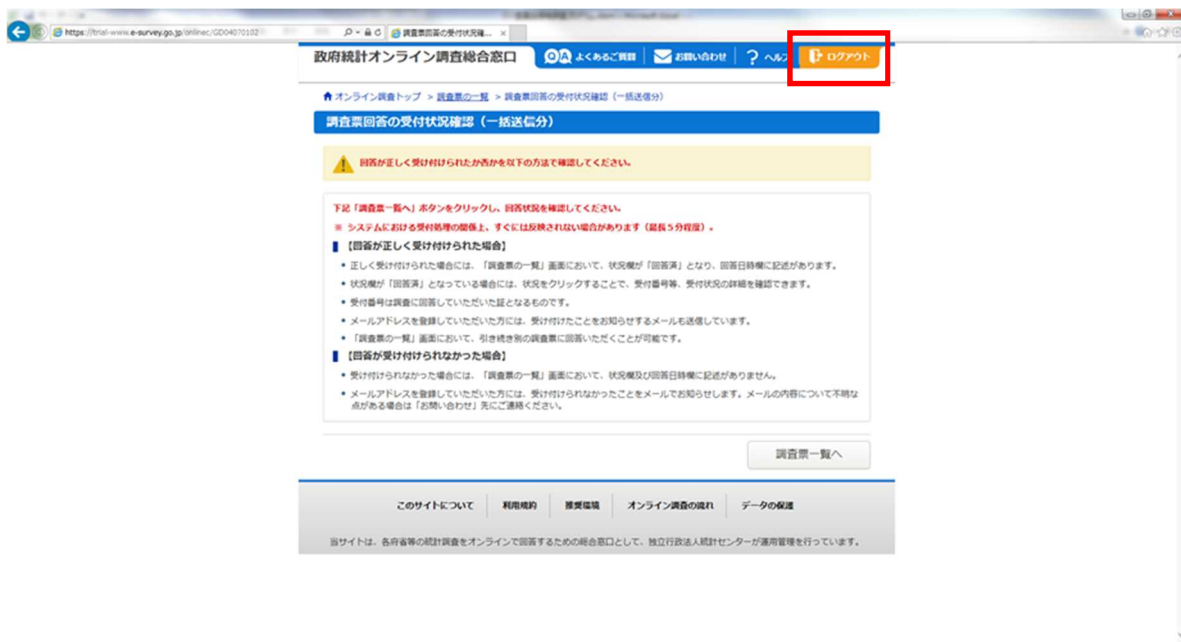 https://trial-www.e-survey.go.jp/onlinec/GD04070102
調査票回答の受付状況確... ×
政府統計オンライン調査総合窓口
QA よくあるご質問
お問い合わせ
? ヘルプ
ログアウト
オンライン調査トップ > 調査票の一覧 > 調査票回答の受付状況確認（一括送信分）
調査票回答の受付状況確認（一括送信分）
回答が正しく受け付けられたか否かを以下の方法で確認してください。
下記「調査票一覧へ」ボタンをクリックし、回答状況を確認してください。
※ システムにおける受付処理の関係上、すぐには反映されない場合があります（最長５分程度）。
【回答が正しく受け付けられた場合】
• 正しく受け付けられた場合には、「調査票の一覧」画面において、状況欄が「回答済」となり、回答日時欄に記述があります。
• 状況欄が「回答済」となっている場合には、状況をクリックすることで、受付番号等、受付状況の詳細を確認できます。
• 受付番号は調査に回答していただいた証となるものです。
• メールアドレスを登録していただいた方には、受け付けたことをお知らせするメールも送信しています。
• 「調査票の一覧」画面において、引き続き別の調査票に回答いただくことが可能です。
【回答が受け付けられなかった場合】
• 受け付けられなかった場合には、「調査票の一覧」画面において、状況欄及び回答日時欄に記述がありません。
• メールアドレスを登録していただいた方には、受け付けられなかったことをメールでお知らせします。メールの内容について不明な
点がある場合は「お問い合わせ」先にご連絡ください。
調査票一覧へ
このサイトについて
利用規約
推奨環境
オンライン調査の流れ
データの保護
当サイトは、各府省等の統計調査をオンラインで回答するための総合窓口として、独立行政法人統計センターが運用管理を行っています。